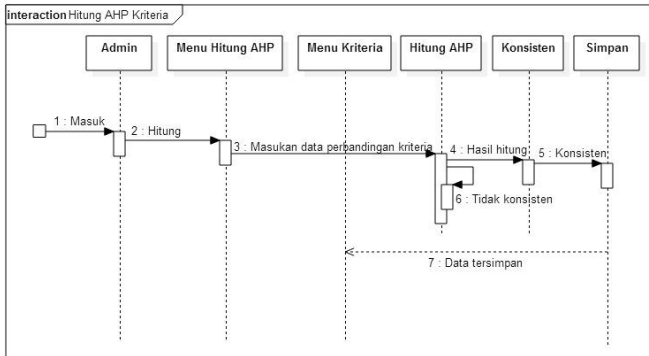 interaction Hitung AHP Kriteria
Admin
Menu Hitung AHP
Menu Kriteria
Hitung AHP
Konsisten
Simpan
1 : Masuk
2 : Hitung
3 : Masukan data perbandingan kriteria
4 : Hasil hitung
5 : Konsisten
6 : Tidak konsisten
7 : Data tersimpan